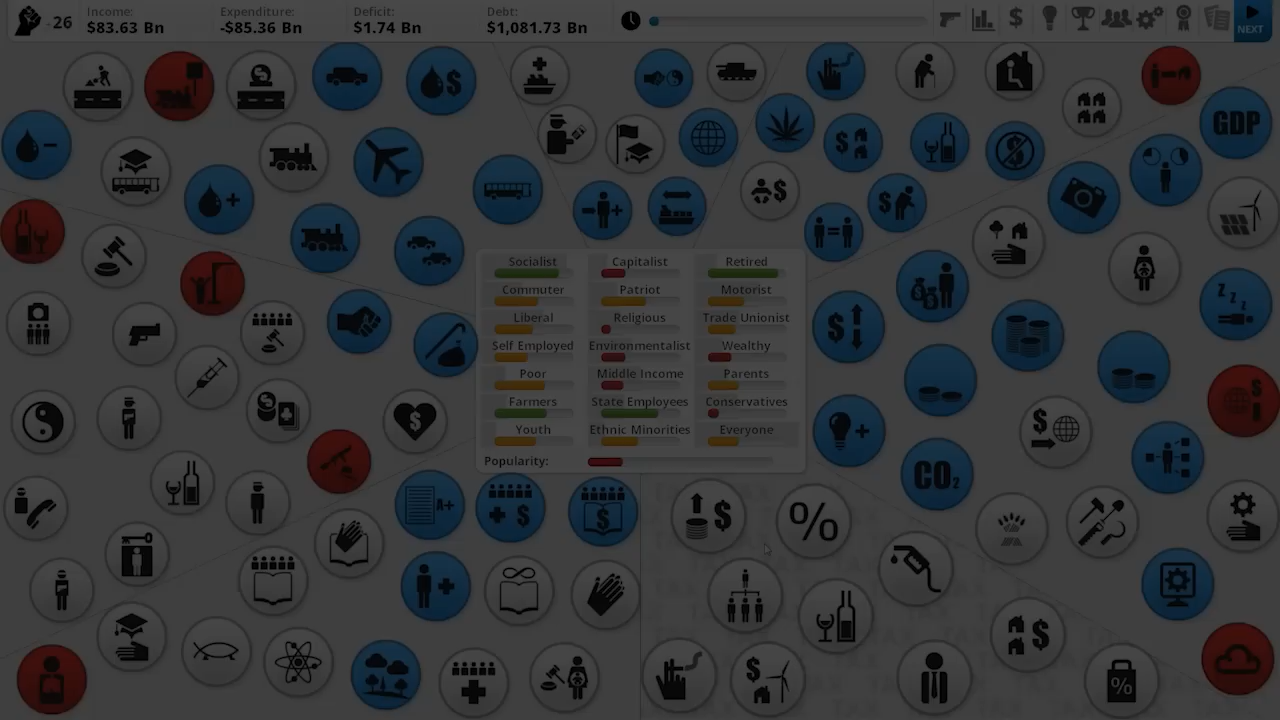 Income: Expenditure: Deficit: Debt:
26 $83.63 Bn -$85.36 Bn $1.74 Bn $1,081.73 Bn
NEXT
GDP
Socialist Capitalist Retired
Commuter Patriot Motorist
Liberal Religious Trade Unionist
Self Employed Environmentalist Wealthy
Poor Middle Income Parents
Farmers State Employees Conservatives
Youth Ethnic Minorities Everyone
Popularity:
CO2
A+
%
%